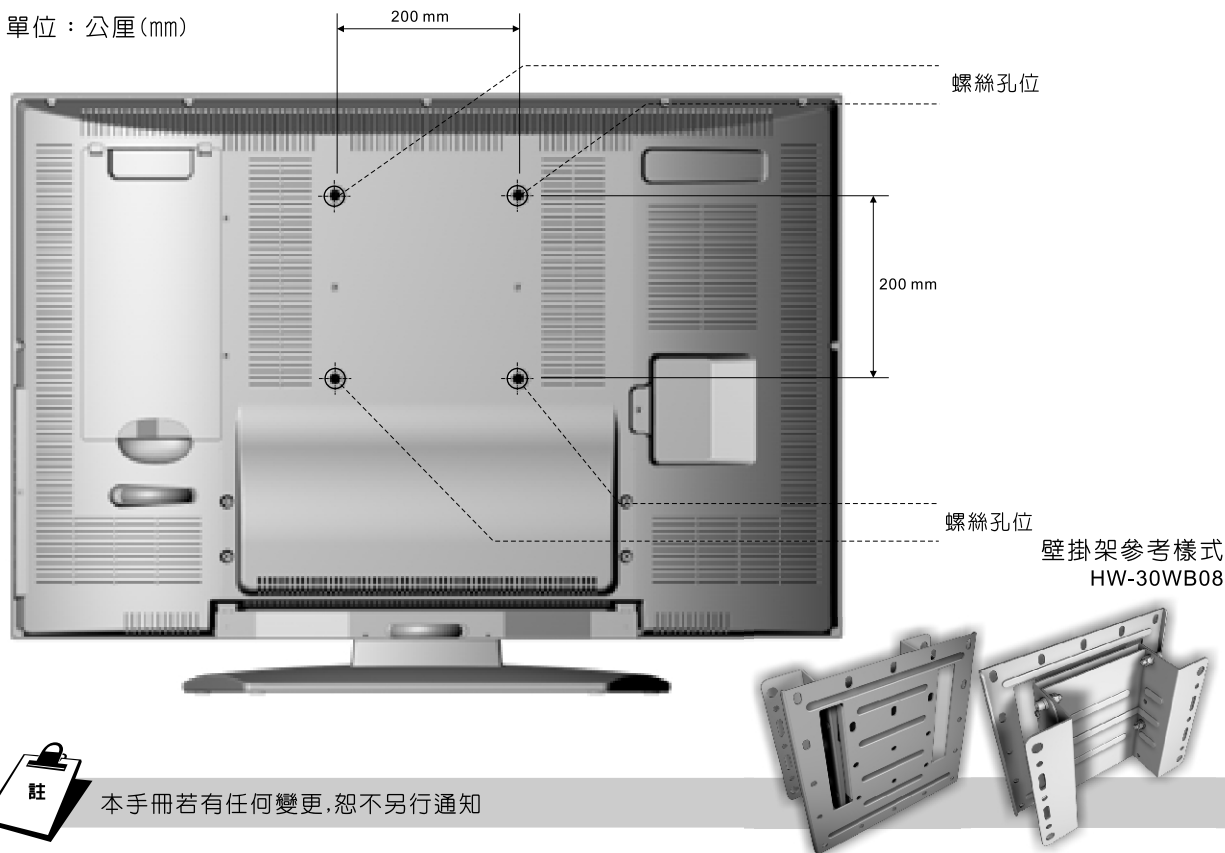 單位：公厘(mm)
200 mm
螺絲孔位
200 mm
螺絲孔位
壁掛架參考樣式
HW-30WB08
註
本手冊若有任何變更,恕不另行通知